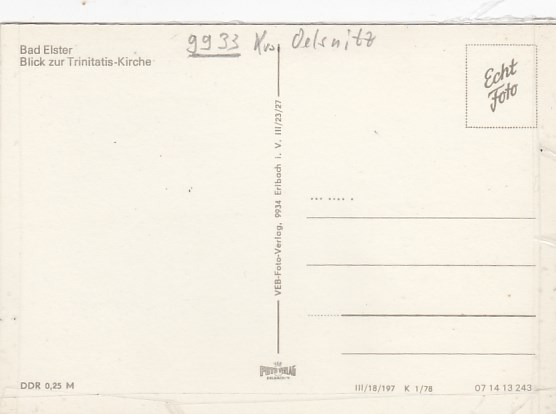 9933 Krs. Oelsnitz
Bad Elster
Blick zur Trinitatis-Kirche
Echt
Foto
VEB-Foto-Verlag, 9934 Erlbach i. V. III/23/27
DDR 0,25 M
III/18/197 K 1/78
07 14 13 243